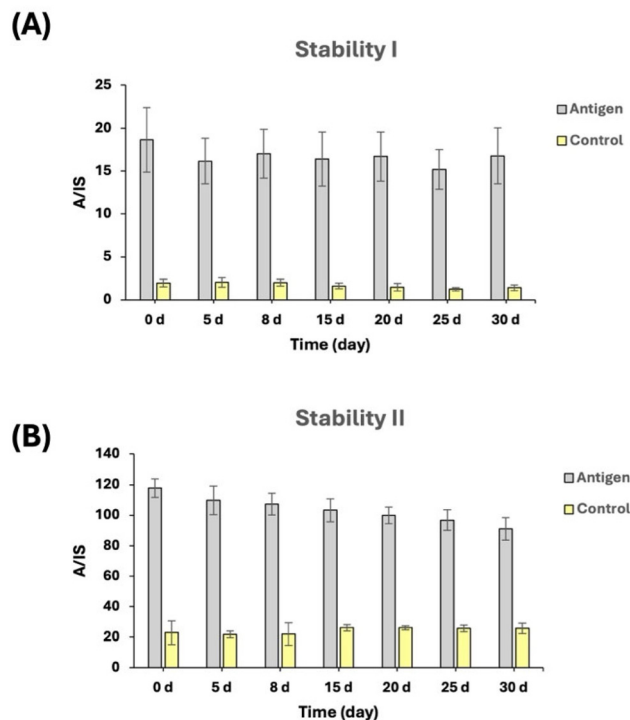 (A)
Stability I
25
20
15
10
5
0
A/IS
Antigen
Control
0 d 5 d 8 d 15 d 20 d 25 d 30 d
Time (day)
(B)
Stability II
140
120
100
80
60
40
20
0
A/IS
Antigen
Control
0 d 5 d 8 d 15 d 20 d 25 d 30 d
Time (day)